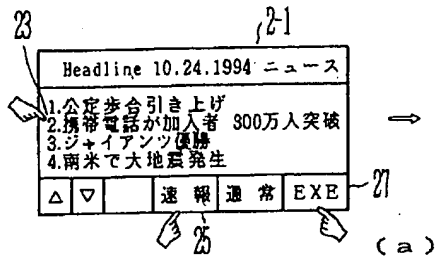 23
2-1
Headline 10.24.1994 ニュース
1.公定歩合引き上げ
2.携帯電話が加入者 300万人突破
3.ジャイアンツ優勝
4.南米で大地震発生
△ ▽ 速報 通常 EXE
27
25
(a)